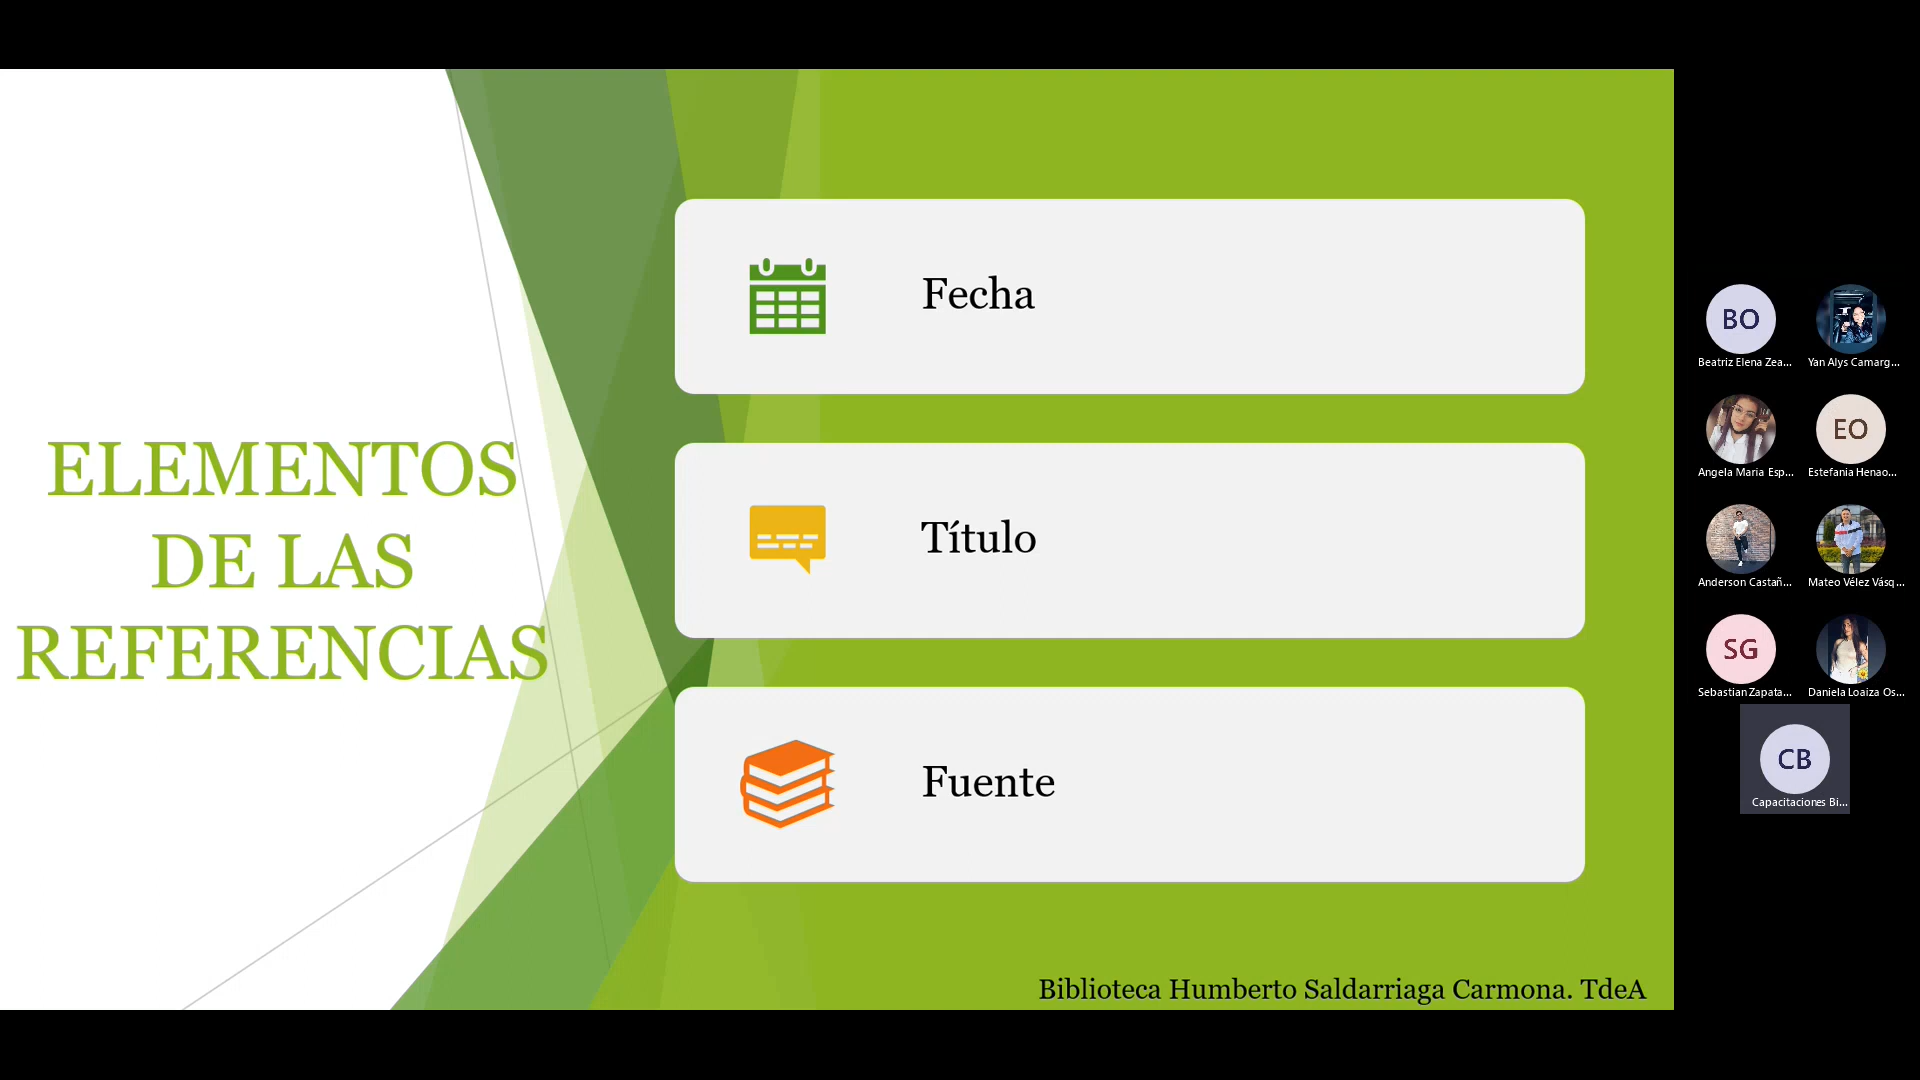 ELEMENTOS
DE LAS
REFERENCIAS
Fecha
Título
Fuente
Biblioteca Humberto Saldarriaga Carmona. TdeA
BO
Beatriz Elena Zea...
Yan Alys Camarg...
Angela Maria Esp...
EO
Estefania Henao...
Anderson Castañ...
Mateo Vélez Vásq...
SG
Sebastian Zapata...
Daniela Loaiza Os...
CB
Capacitaciones Bi...